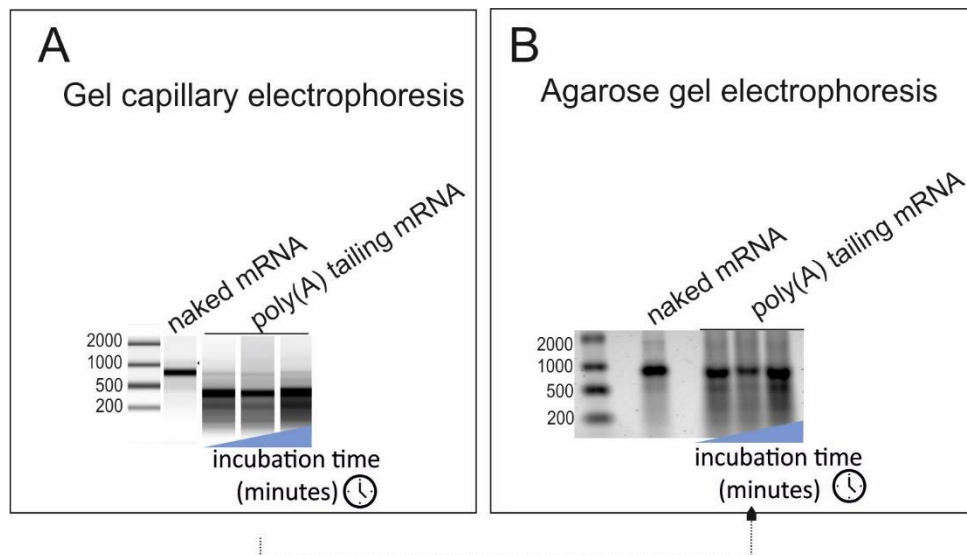 A
Gel capillary electrophoresis
naked mRNA
poly(A) tailing mRNA
2000
1000
500
200
incubation time
(minutes)
B
Agarose gel electrophoresis
naked mRNA
poly(A) tailing mRNA
2000
1000
500
200
incubation time
(minutes)